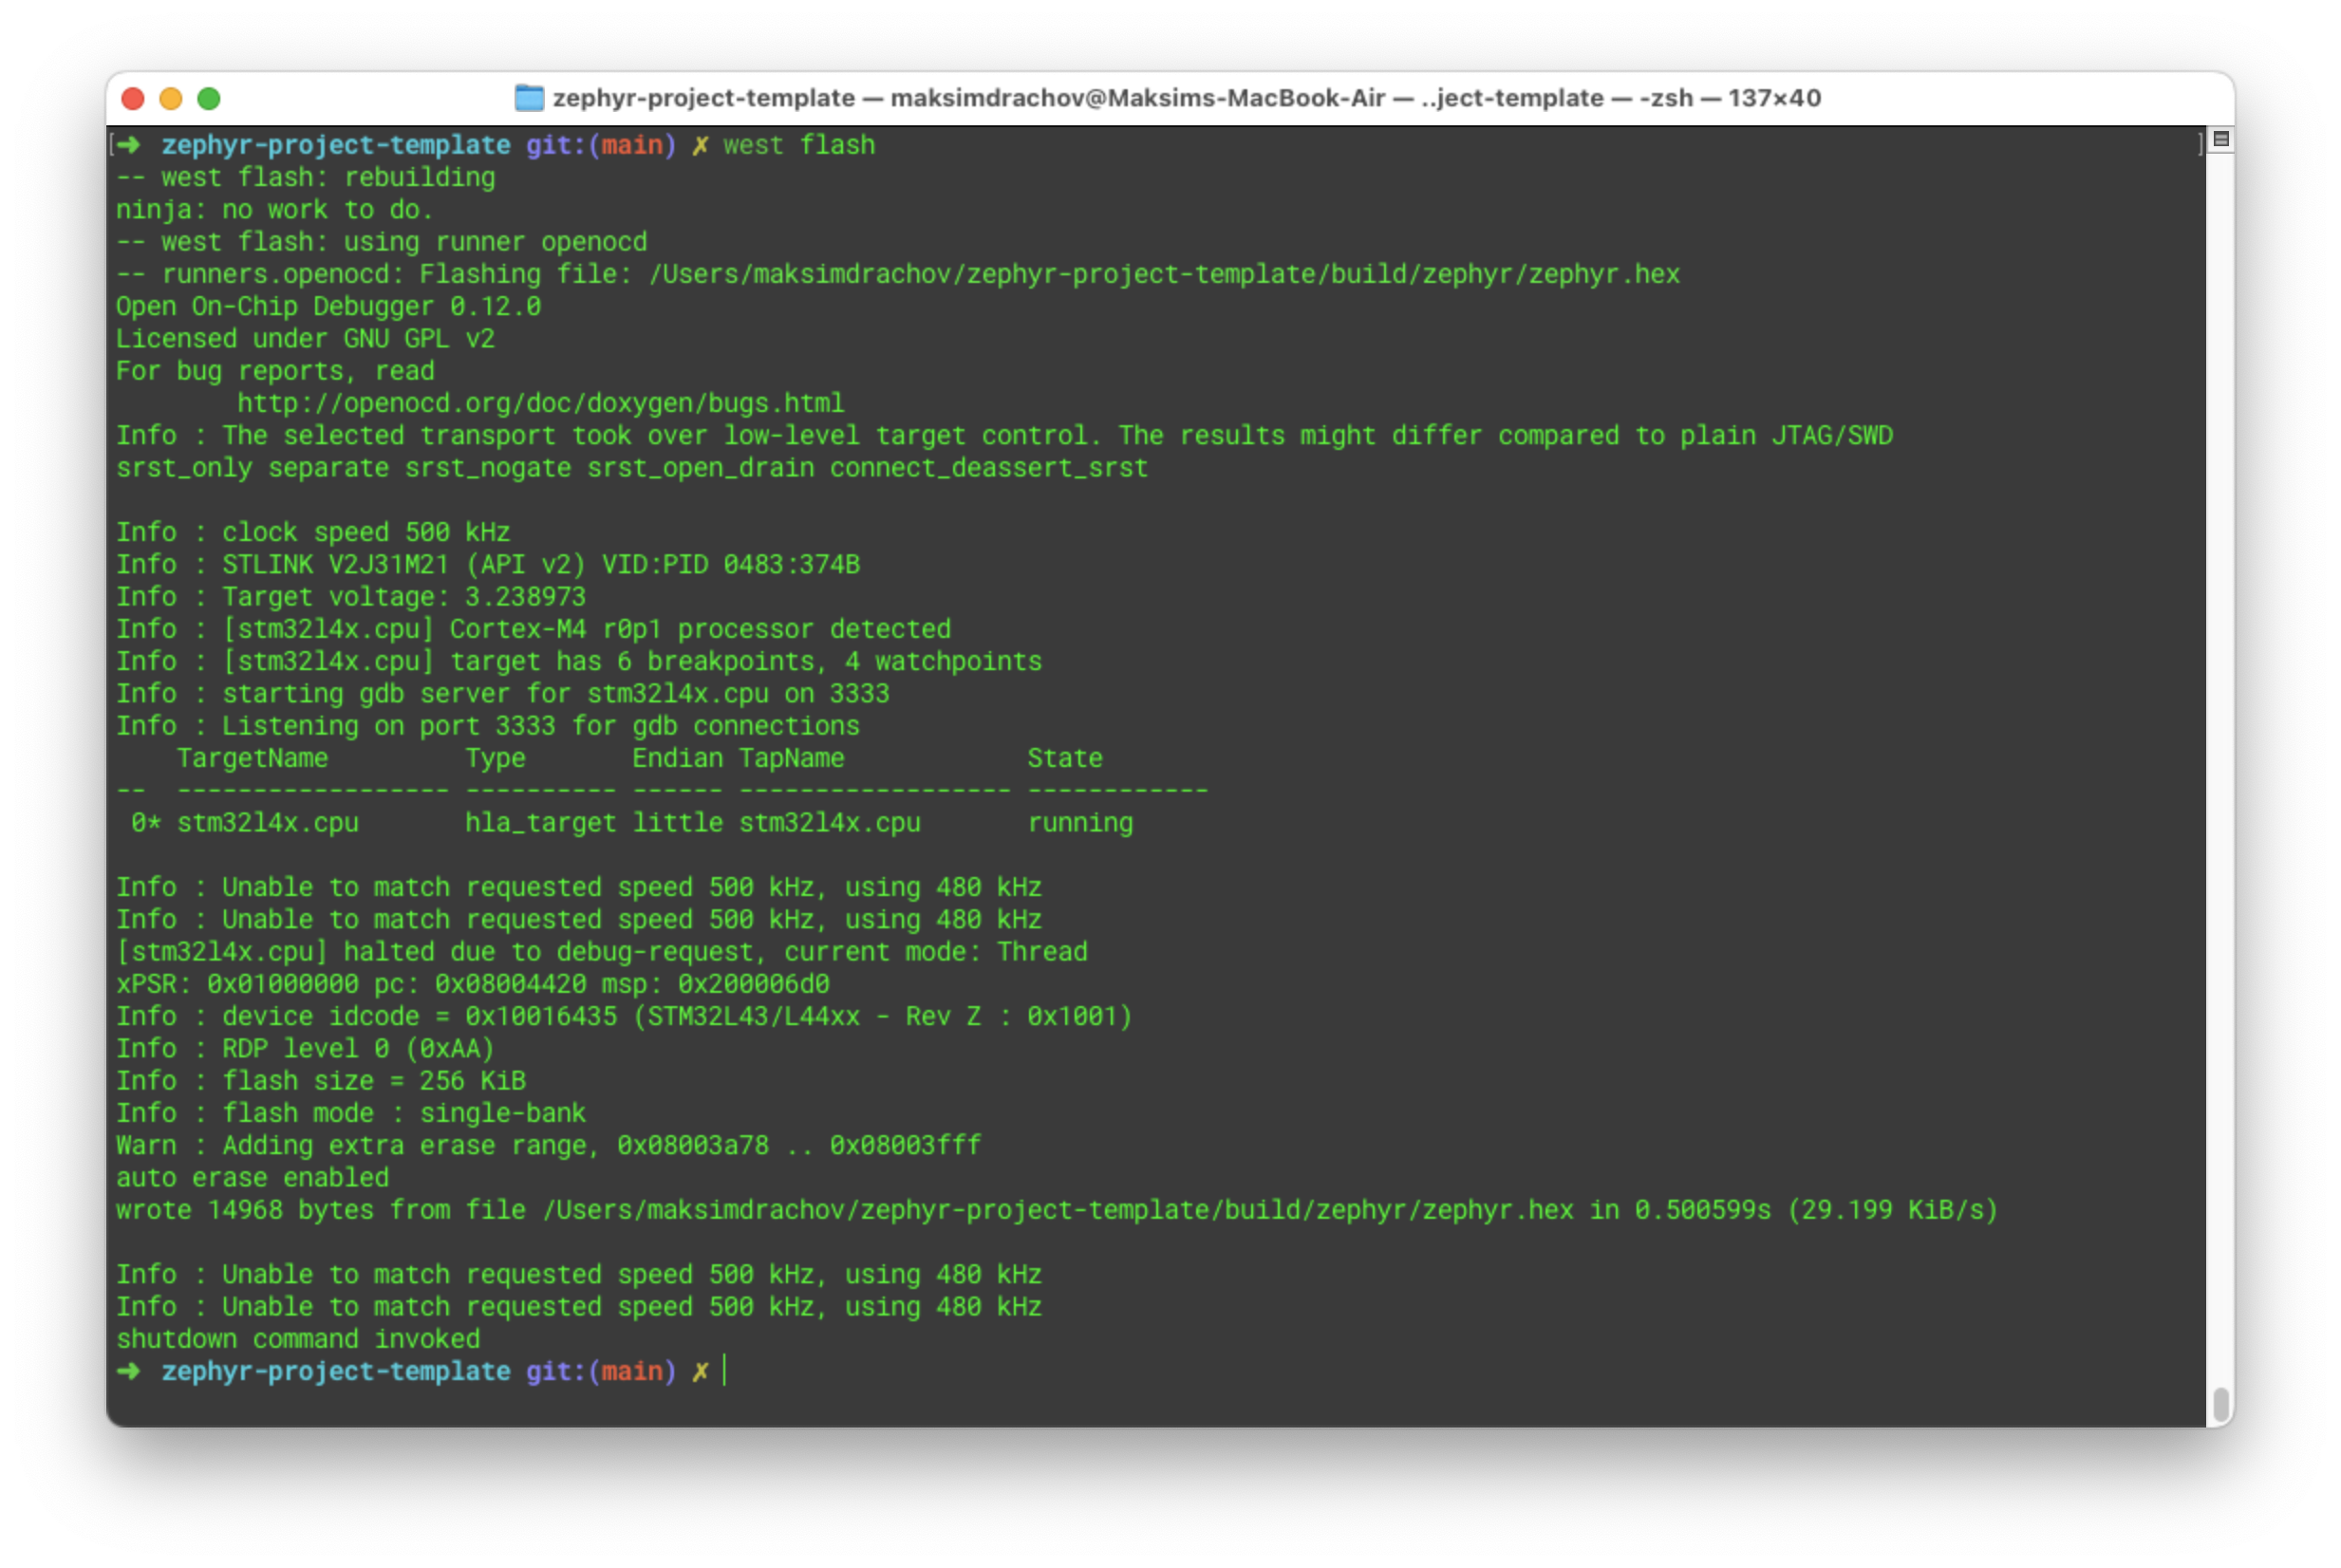 zephyr-project-template — maksimdrachov@Maksims-MacBook-Air — ..ject-template — -zsh — 137×40
[➜  zephyr-project-template git:(main) ✗ west flash ]
-- west flash: rebuilding
ninja: no work to do.
-- west flash: using runner openocd
-- runners.openocd: Flashing file: /Users/maksimdrachov/zephyr-project-template/build/zephyr/zephyr.hex
Open On-Chip Debugger 0.12.0
Licensed under GNU GPL v2
For bug reports, read
        http://openocd.org/doc/doxygen/bugs.html
Info : The selected transport took over low-level target control. The results might differ compared to plain JTAG/SWD
srst_only separate srst_nogate srst_open_drain connect_deassert_srst

Info : clock speed 500 kHz
Info : STLINK V2J31M21 (API v2) VID:PID 0483:374B
Info : Target voltage: 3.238973
Info : [stm32l4x.cpu] Cortex-M4 r0p1 processor detected
Info : [stm32l4x.cpu] target has 6 breakpoints, 4 watchpoints
Info : starting gdb server for stm32l4x.cpu on 3333
Info : Listening on port 3333 for gdb connections
    TargetName         Type       Endian TapName            State
--  ------------------ ---------- ------ ------------------ ------------
 0* stm32l4x.cpu       hla_target little stm32l4x.cpu       running

Info : Unable to match requested speed 500 kHz, using 480 kHz
Info : Unable to match requested speed 500 kHz, using 480 kHz
[stm32l4x.cpu] halted due to debug-request, current mode: Thread
xPSR: 0x01000000 pc: 0x08004420 msp: 0x200006d0
Info : device idcode = 0x10016435 (STM32L43/L44xx - Rev Z : 0x1001)
Info : RDP level 0 (0xAA)
Info : flash size = 256 KiB
Info : flash mode : single-bank
Warn : Adding extra erase range, 0x08003a78 .. 0x08003fff
auto erase enabled
wrote 14968 bytes from file /Users/maksimdrachov/zephyr-project-template/build/zephyr/zephyr.hex in 0.500599s (29.199 KiB/s)

Info : Unable to match requested speed 500 kHz, using 480 kHz
Info : Unable to match requested speed 500 kHz, using 480 kHz
shutdown command invoked
➜  zephyr-project-template git:(main) ✗